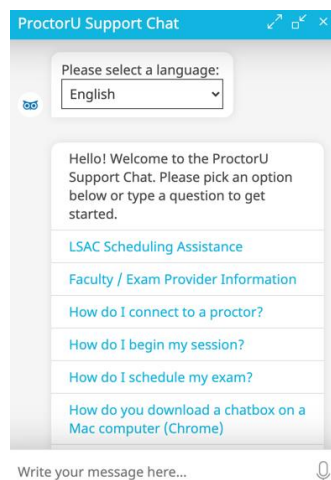 ProctorU Support Chat
Please select a language:
English
Hello! Welcome to the ProctorU
Support Chat. Please pick an option
below or type a question to get
started.
LSAC Scheduling Assistance
Faculty / Exam Provider Information
How do I connect to a proctor?
How do I begin my session?
How do I schedule my exam?
How do you download a chatbox on a
Mac computer (Chrome)
Write your message here...